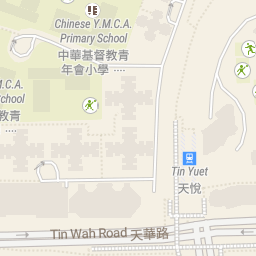 Chinese Y.M.C.A.
Primary School
中華基督教青
年會小學 ....
M.C.A.
School
教青
....
Tin Yuet
天悅
Tin Wah Road 天華路